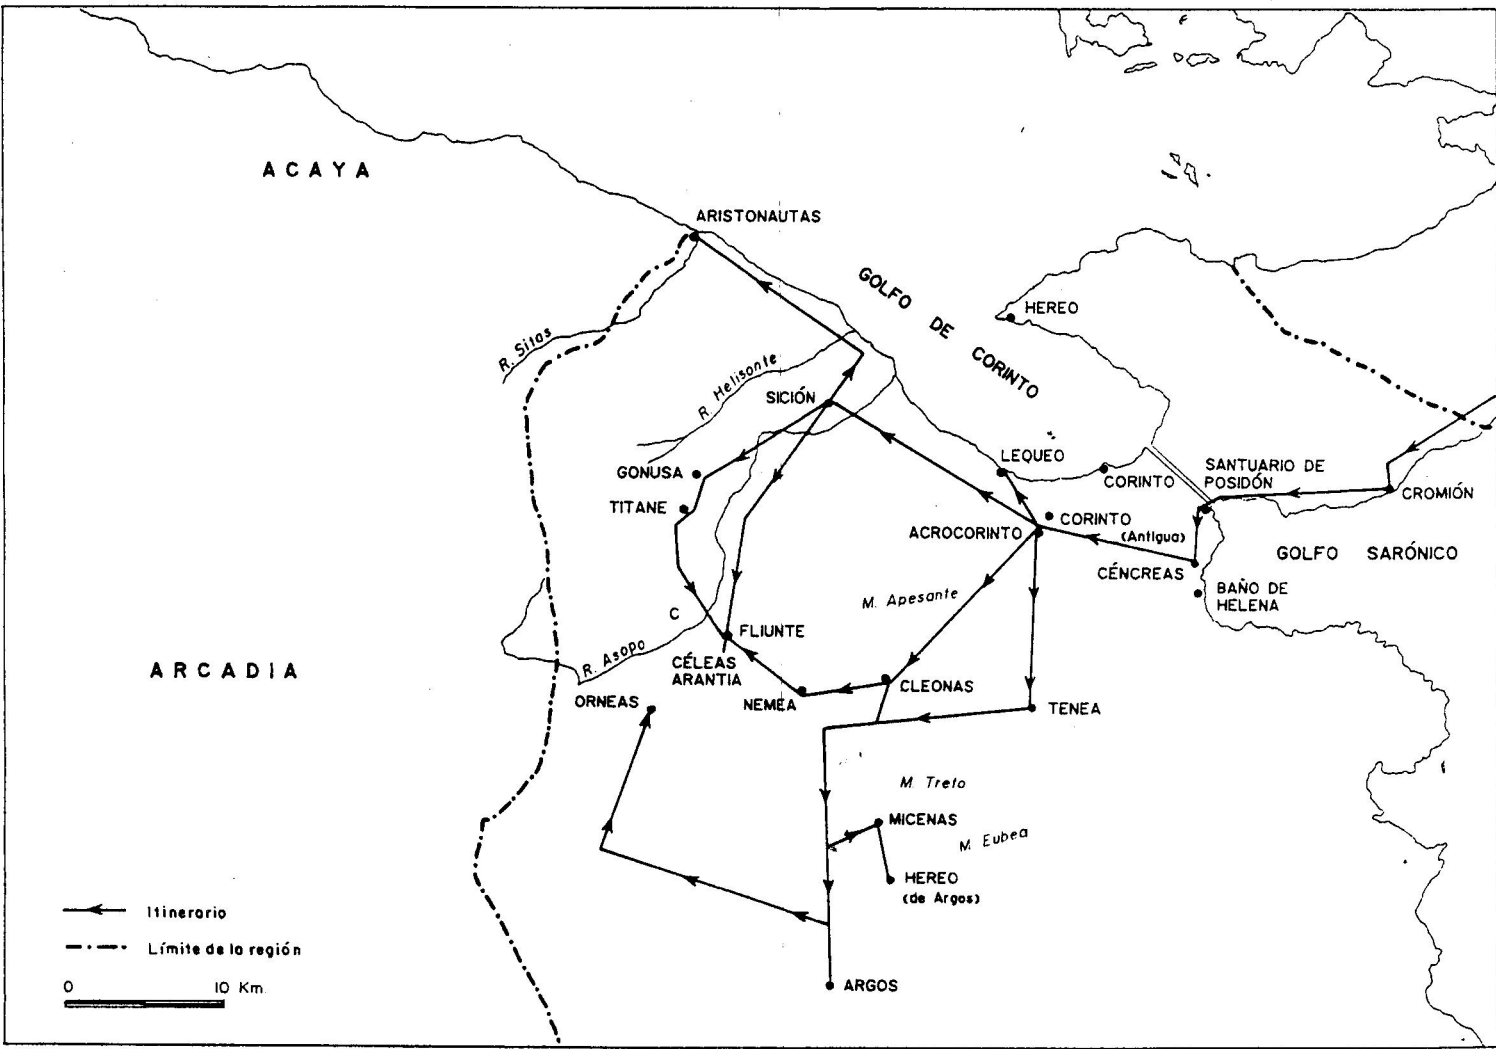 ACAYA
ARISTONAUTAS
GOLFO DE CORINTO
HEREO
R. Sitas
R. Helisonte
SICIÓN
LEQUEO
CORINTO
SANTUARIO DE
POSIDÓN
CROMIÓN
GONUSA
TITANE
ACROCORINTO
CORINTO
(Antigua)
GOLFO SARÓNICO
CÉNCREAS
BAÑO DE
HELENA
M. Apesante
C
FLIUNTE
R. Asopo
CÉLEAS
ARANTIA
ARCADIA
ORNEAS
NEMEA
CLEONAS
TENEA
M. Treto
MICENAS
M. Eubea
HEREO
(de Argos)
ARGOS
Itinerario
Límite de la región
0 10 Km.